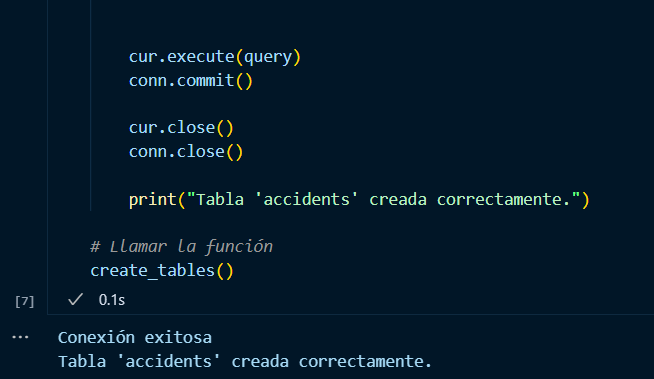 cur.execute(query)
conn.commit()
cur.close()
conn.close()
print("Tabla 'accidents' creada correctamente.")
# Llamar la función
create_tables()
[7]
0.1s
Conexión exitosa
Tabla 'accidents' creada correctamente.